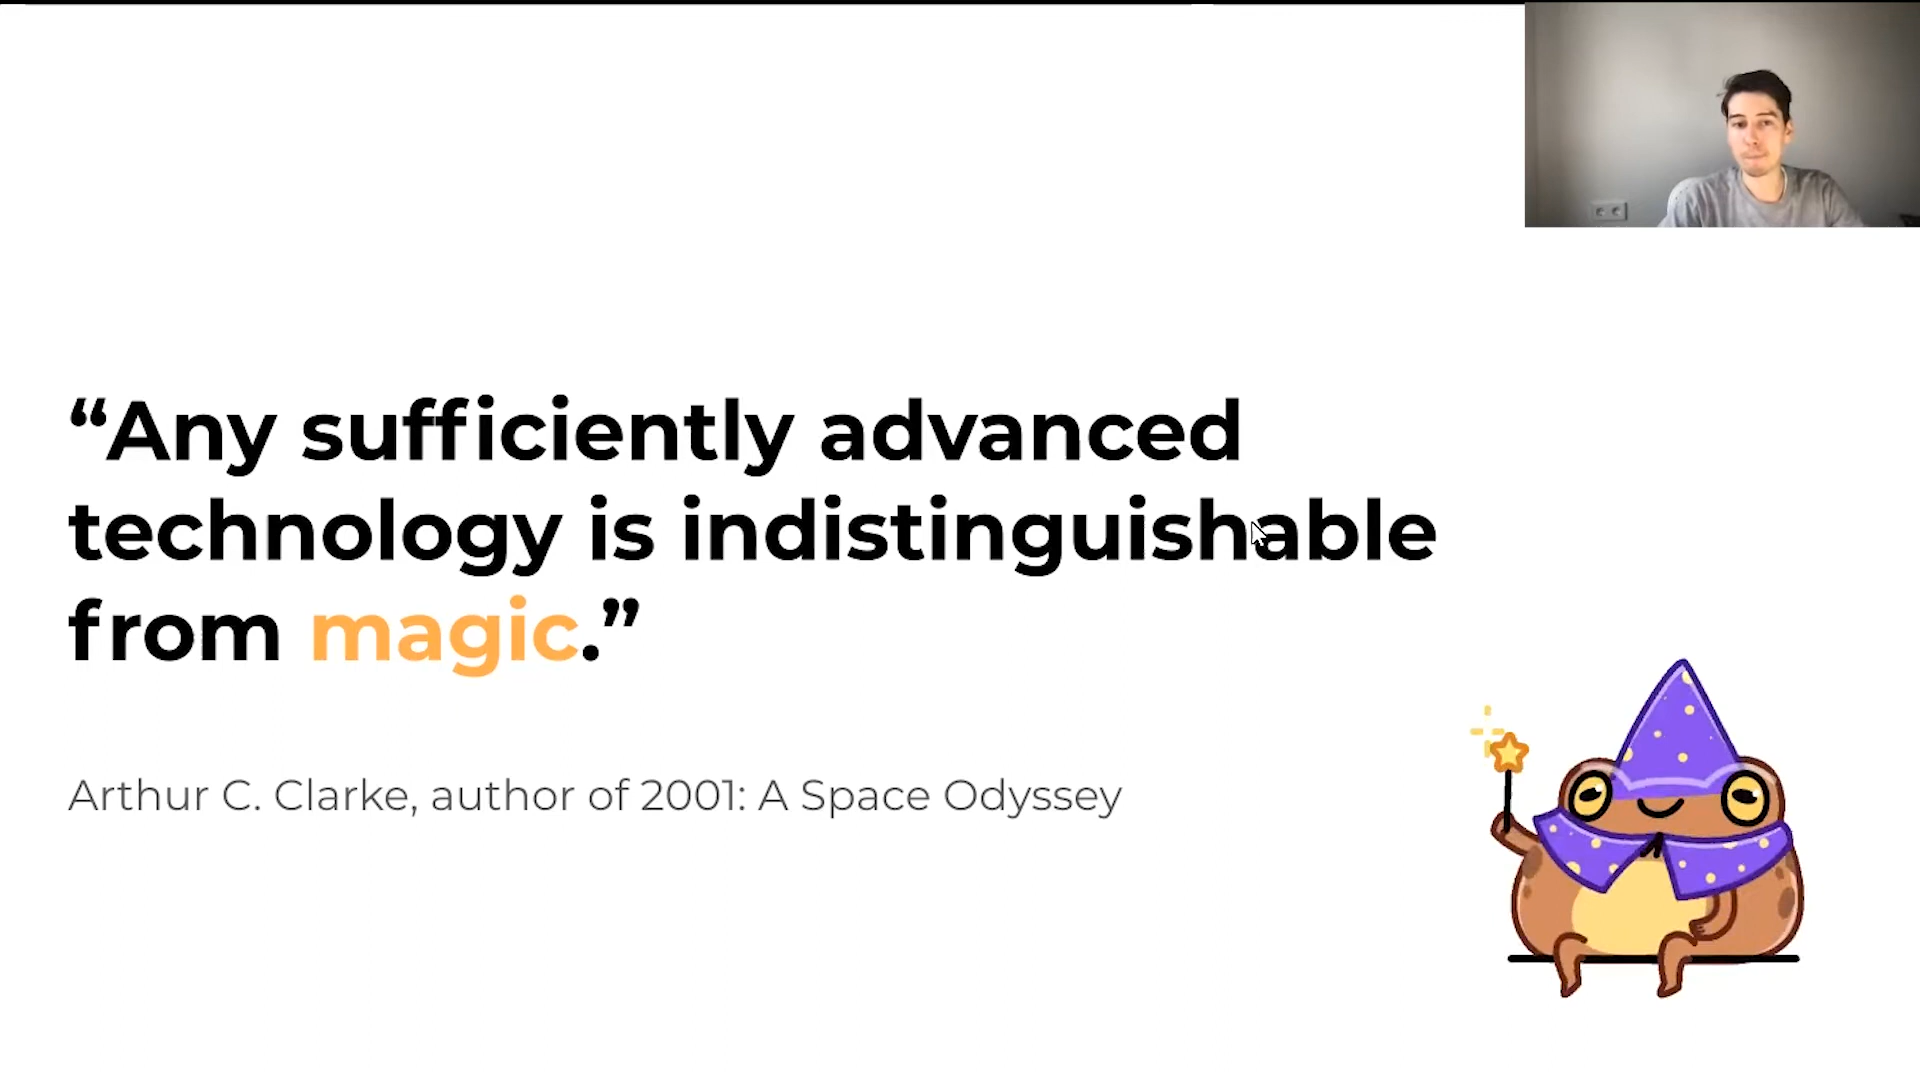 “Any sufficiently advanced
technology is indistinguishable
from magic.”
Arthur C. Clarke, author of 2001: A Space Odyssey